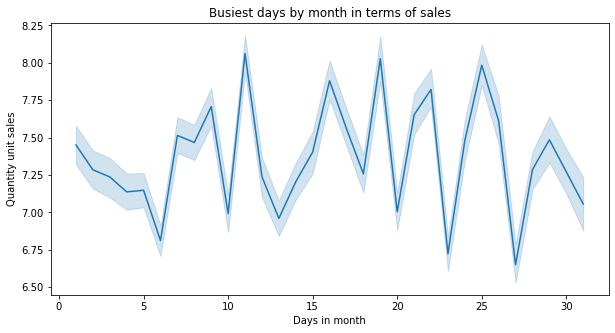 Busiest days by month in terms of sales
Quantity unit sales
8.25
8.00
7.75
7.50
7.25
7.00
6.75
6.50
0 5 10 15 20 25 30
Days in month